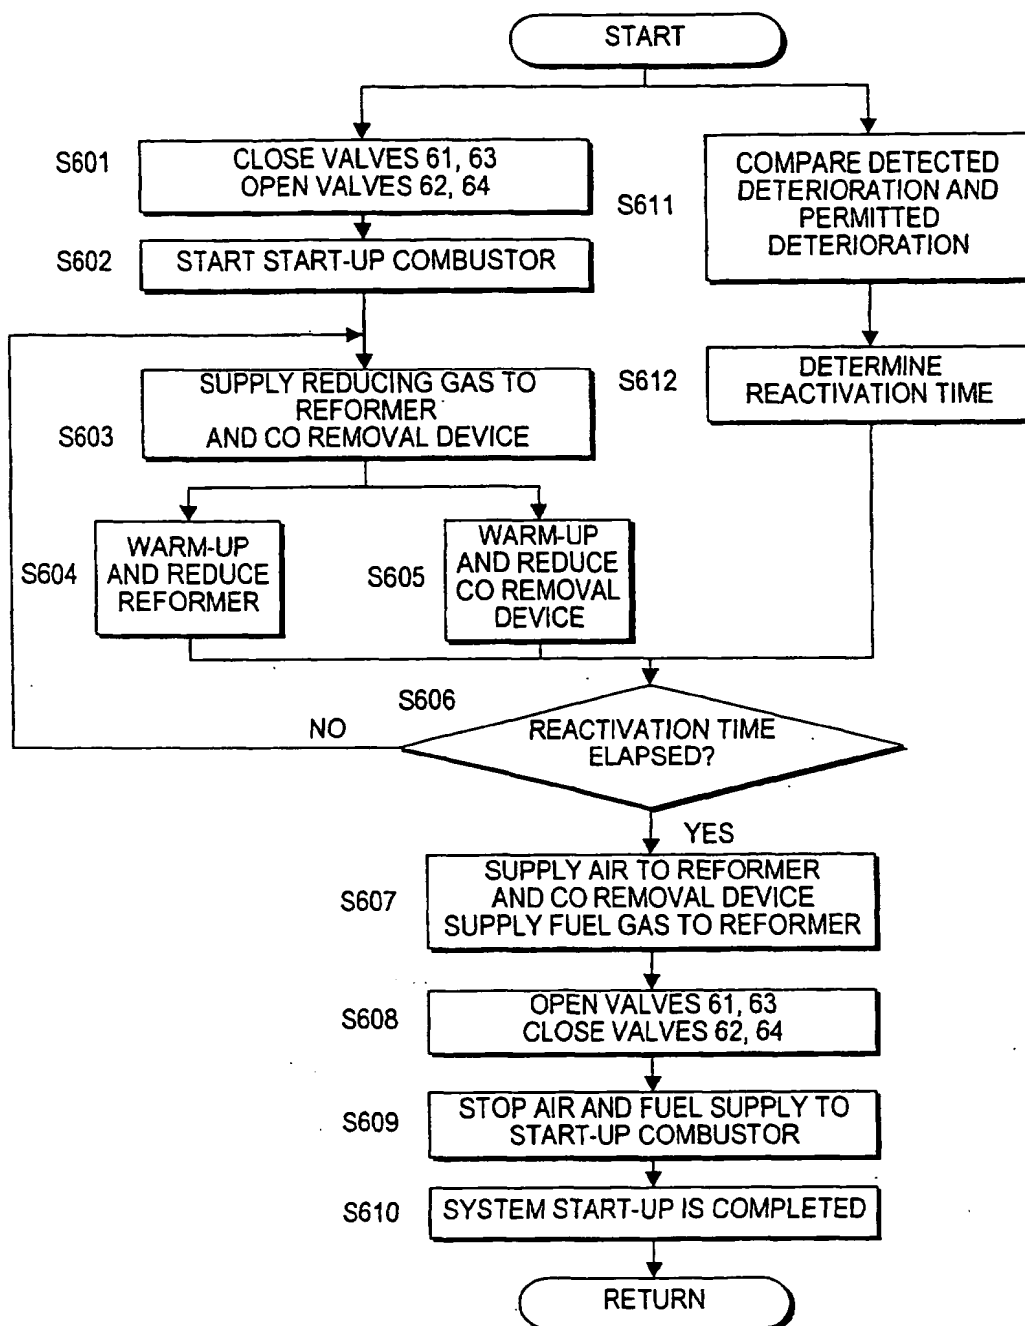 START
S601
CLOSE VALVES 61, 63
OPEN VALVES 62, 64
S611
COMPARE DETECTED
DETERIORATION AND
PERMITTED
DETERIORATION
S602
START START-UP COMBUSTOR
S603
SUPPLY REDUCING GAS TO
REFORMER
AND CO REMOVAL DEVICE
S612
DETERMINE
REACTIVATION TIME
S604
WARM-UP
AND REDUCE
REFORMER
S605
WARM-UP
AND REDUCE
CO REMOVAL
DEVICE
S606
REACTIVATION TIME
ELAPSED?
NO
YES
S607
SUPPLY AIR TO REFORMER
AND CO REMOVAL DEVICE
SUPPLY FUEL GAS TO REFORMER
S608
OPEN VALVES 61, 63
CLOSE VALVES 62, 64
S609
STOP AIR AND FUEL SUPPLY TO
START-UP COMBUSTOR
S610
SYSTEM START-UP IS COMPLETED
RETURN